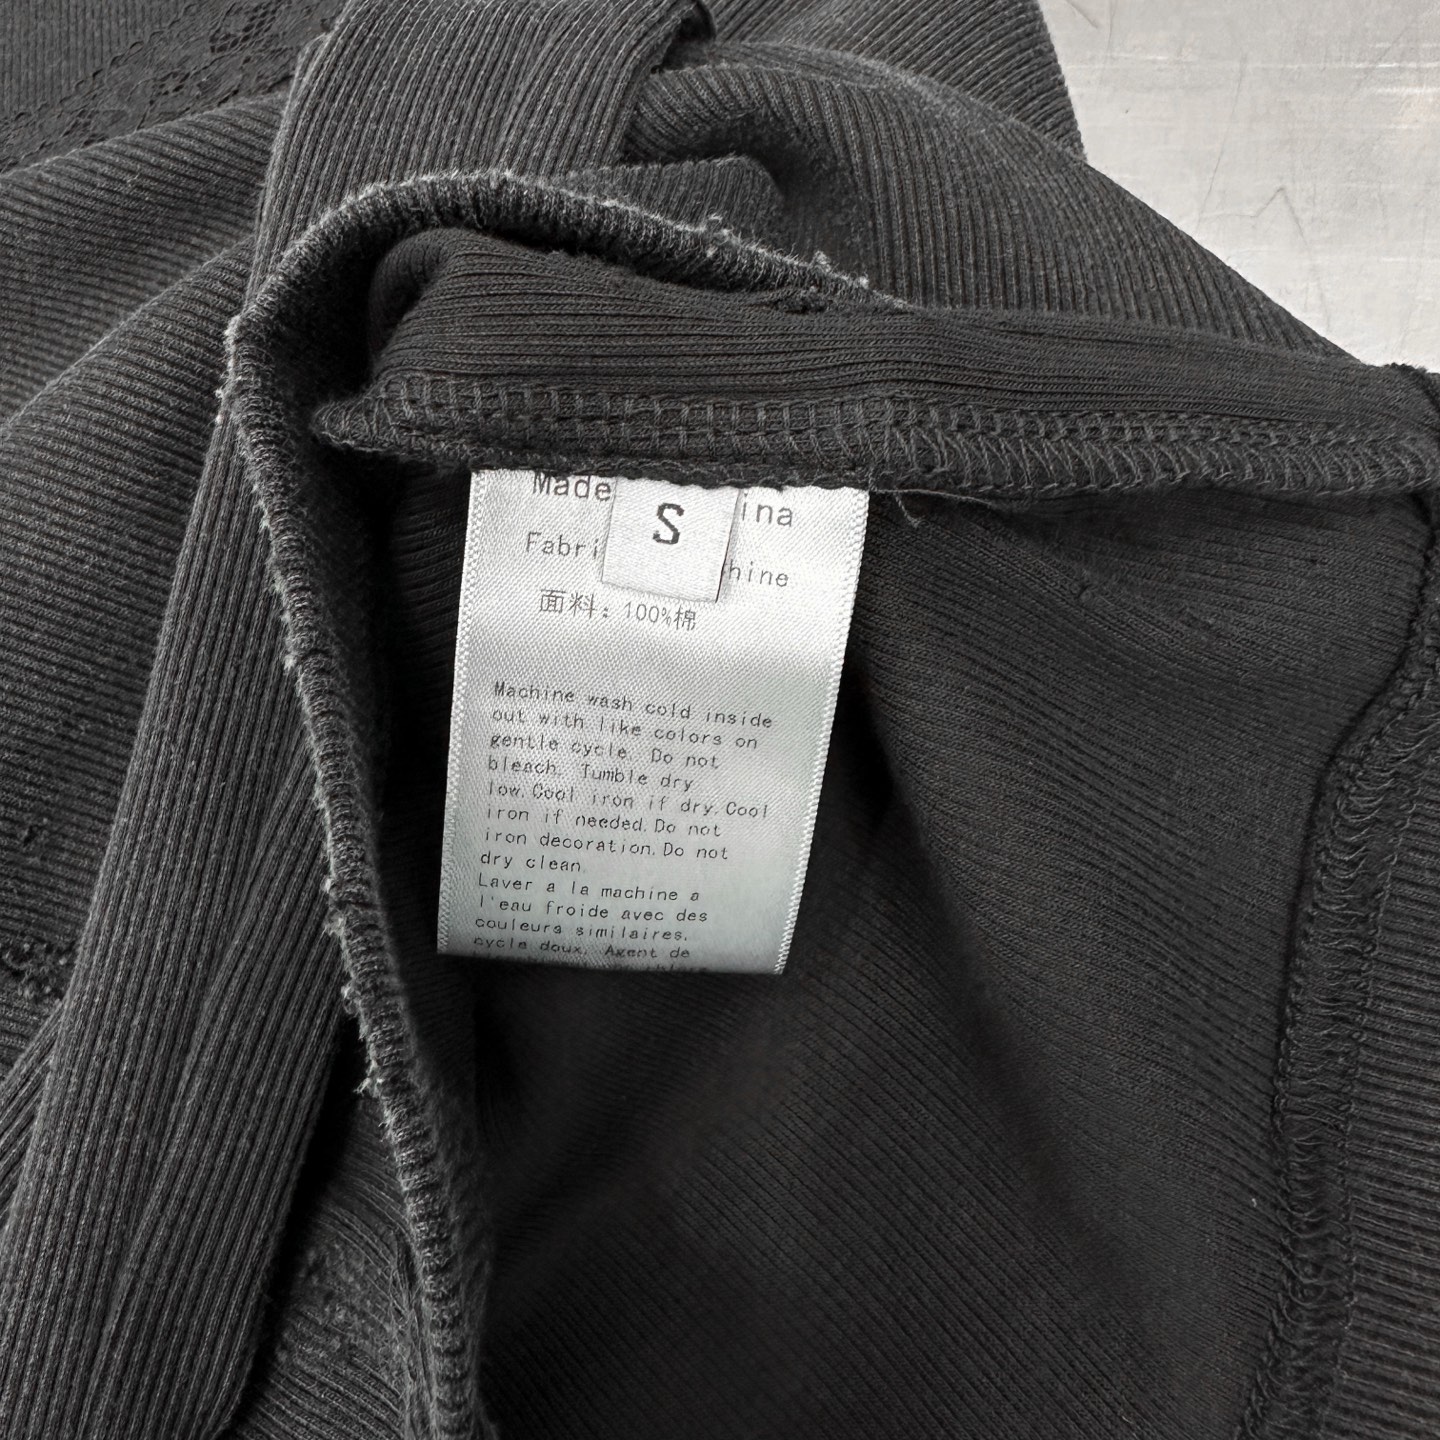 Made ina
S
Fabri hine
面料: 100%棉
Machine wash cold inside
out with like colors on
gentle cycle. Do not
bleach. Tumble dry
low.Cool iron if dry.Cool
iron if needed.Do not
iron decoration.Do not
dry clean.
Laver a la machine a
l'eau froide avec des
couleurs similaires.
cycle doux. Agent de